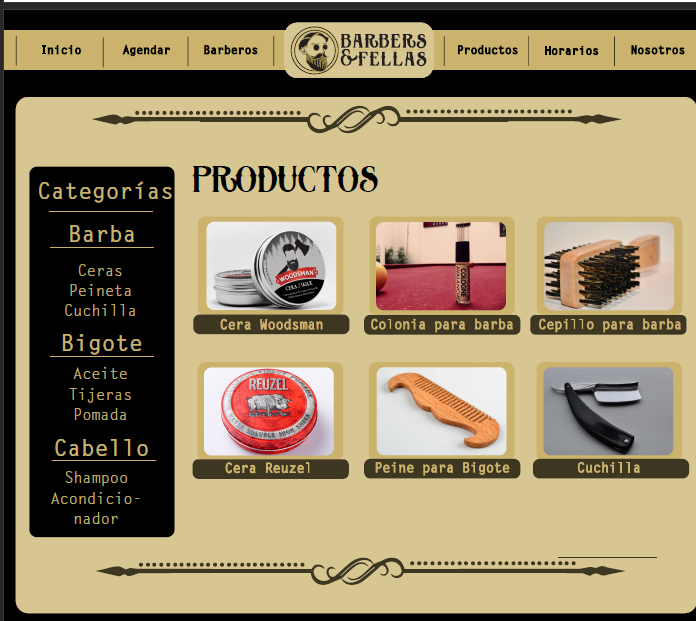 Inicio
Agendar
Barberos
BARBERS
&FELLAS
Productos
Horarios
Nosotros
PRODUCTOS
Categorías
Barba
Ceras
Peineta
Cuchilla
Bigote
Aceite
Tijeras
Pomada
Cabello
Shampoo
Acondicio-
nador
WOODSMAN
CERA / WAX
Cera Woodsman
Colonia para barba
Cepillo para barba
REUZEL
Cera Reuzel
Peine para Bigote
Cuchilla